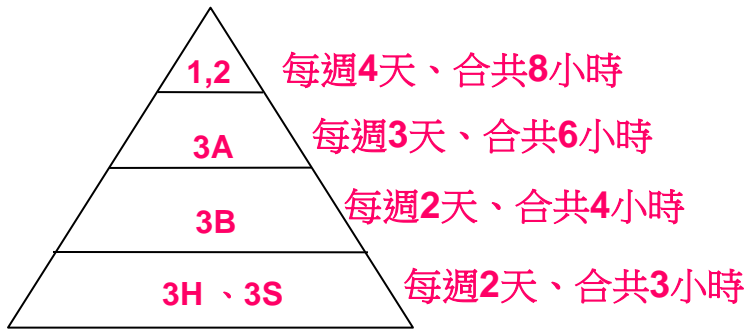 1,2 每週4天、合共8小時
3A 每週3天、合共6小時
3B 每週2天、合共4小時
3H 、3S 每週2天、合共3小時